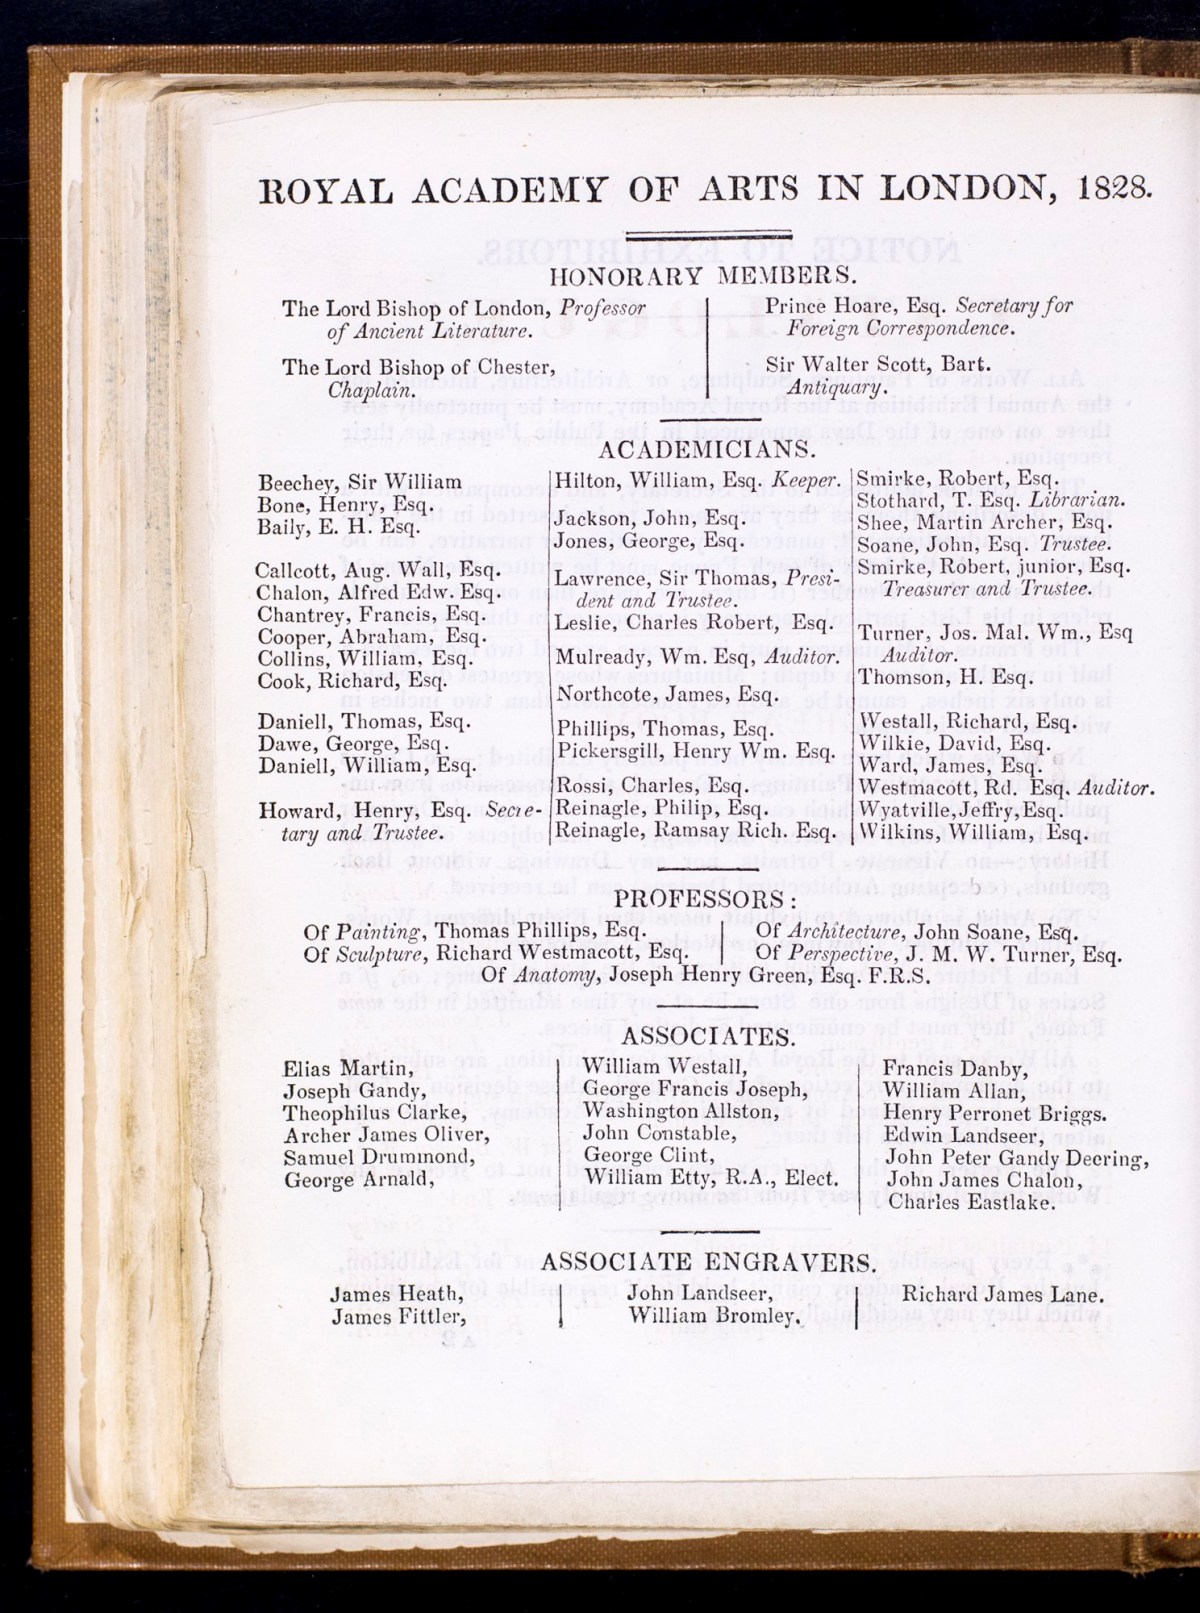 ROYAL ACADEMY OF ARTS IN LONDON, 1828.
HONORARY MEMBERS.
The Lord Bishop of London, Professor
of Ancient Literature.
The Lord Bishop of Chester,
Chaplain.
Prince Hoare, Esq. Secretary for
Foreign Correspondence.
Sir Walter Scott, Bart.
Antiquary.
ACADEMICIANS.
Beechey, Sir William
Bone, Henry, Esq.
Baily, E. H. Esq.
Callcott, Aug. Wall, Esq.
Chalon, Alfred Edw. Esq.
Chantrey, Francis, Esq.
Cooper, Abraham, Esq.
Collins, William, Esq.
Cook, Richard, Esq.
Daniell, Thomas, Esq.
Dawe, George, Esq.
Daniell, William, Esq.
Howard, Henry, Esq. Secre-
tary and Trustee.
Hilton, William, Esq. Keeper.
Jackson, John, Esq.
Jones, George, Esq.
Lawrence, Sir Thomas, Presi-
dent and Trustee.
Leslie, Charles Robert, Esq.
Mulready, Wm. Esq, Auditor.
Northcote, James, Esq.
Phillips, Thomas, Esq.
Pickersgill, Henry Wm. Esq.
Rossi, Charles, Esq.
Reinagle, Philip, Esq.
Reinagle, Ramsay Rich. Esq.
Smirke, Robert, Esq.
Stothard T. Esq. Librarian.
Shee, Martin Archer, Esq.
Soane, John, Esq. Trustee.
Smirke, Robert, junior, Esq.
Treasurer and Trustee.
Turner, Jos. Mal. Wm., Esq
Auditor.
Thomson, H. Esq.
Westall, Richard, Esq.
Wilkie, David, Esq.
Ward, James, Esq.
Westmacott, Rd. Esq. Auditor.
Wyatville, Jeffry, Esq.
Wilkins, William, Esq.
PROFESSORS:
Of Painting, Thomas Phillips, Esq.
Of Sculpture, Richard Westmacott, Esq.
Of Architecture, John Soane, Esq.
Of Perspective, J. M. W. Turner, Esq.
Of Anatomy, Joseph Henry Green, Esq. F.R.S.
ASSOCIATES.
Elias Martin,
Joseph Gandy,
Theophilus Clarke,
Archer James Oliver,
Samuel Drummond,
George Arnald,
William Westall,
George Francis Joseph,
Washington Allston,
John Constable,
George Clint,
William Etty, R.A., Elect.
Francis Danby,
William Allan,
Henry Perronet Briggs.
Edwin Landseer,
John Peter Gandy Deering,
John James Chalon,
Charles Eastlake.
ASSOCIATE ENGRAVERS.
James Heath,
James Fittler,
John Landseer,
William Bromley.
Richard James Lane.